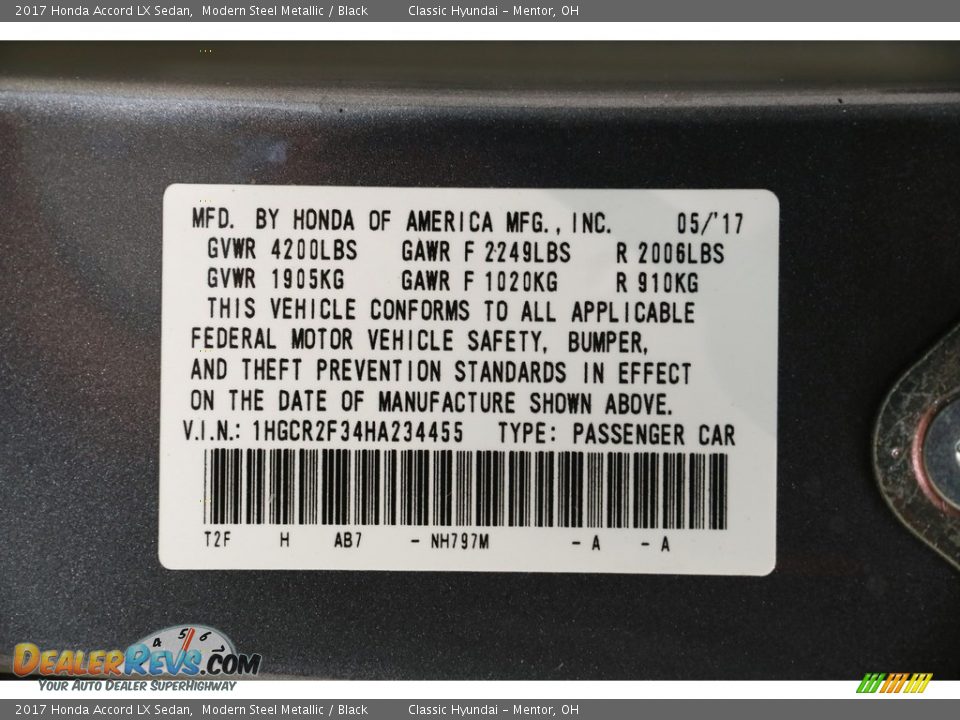 2017 Honda Accord LX Sedan, Modern Steel Metallic / Black Classic Hyundai – Mentor, OH
MFD. BY HONDA OF AMERICA MFG., INC. 05/'17
GVWR 4200LBS GAWR F 2249LBS R 2006LBS
GVWR 1905KG GAWR F 1020KG R 910KG
THIS VEHICLE CONFORMS TO ALL APPLICABLE
FEDERAL MOTOR VEHICLE SAFETY, BUMPER,
AND THEFT PREVENTION STANDARDS IN EFFECT
ON THE DATE OF MANUFACTURE SHOWN ABOVE.
V.I.N.: 1HGCR2F34HA234455 TYPE: PASSENGER CAR
T2F H AB7 - NH797M - A - A
4 5 6
DEALERREVS.COM
YOUR AUTO DEALER SUPERHIGHWAY
2017 Honda Accord LX Sedan, Modern Steel Metallic / Black Classic Hyundai – Mentor, OH